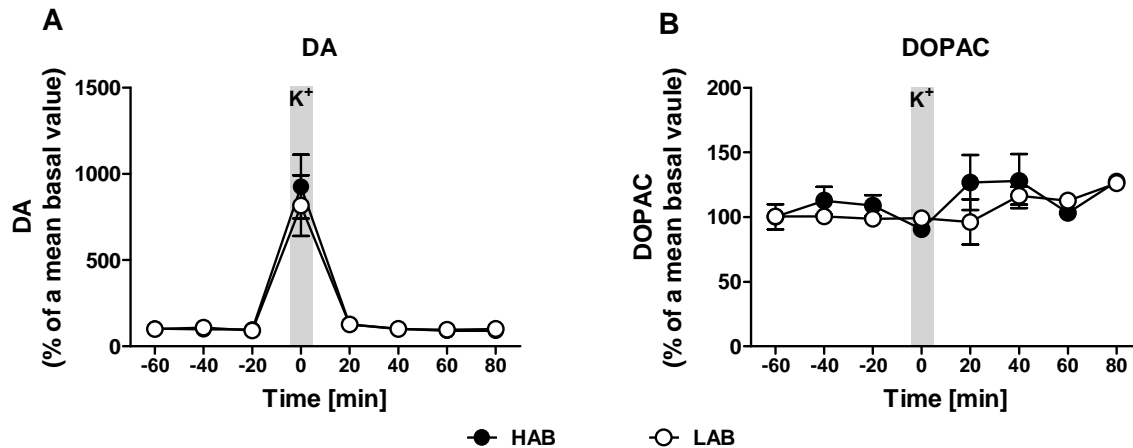 A
DA
DA
(% of a mean basal value)
1500
1000
500
0
K+
-60 -40 -20 0 20 40 60 80
Time [min]
B
DOPAC
DOPAC
(% of a mean basal vaule)
200
150
100
50
0
K+
-60 -40 -20 0 20 40 60 80
Time [min]
HAB LAB